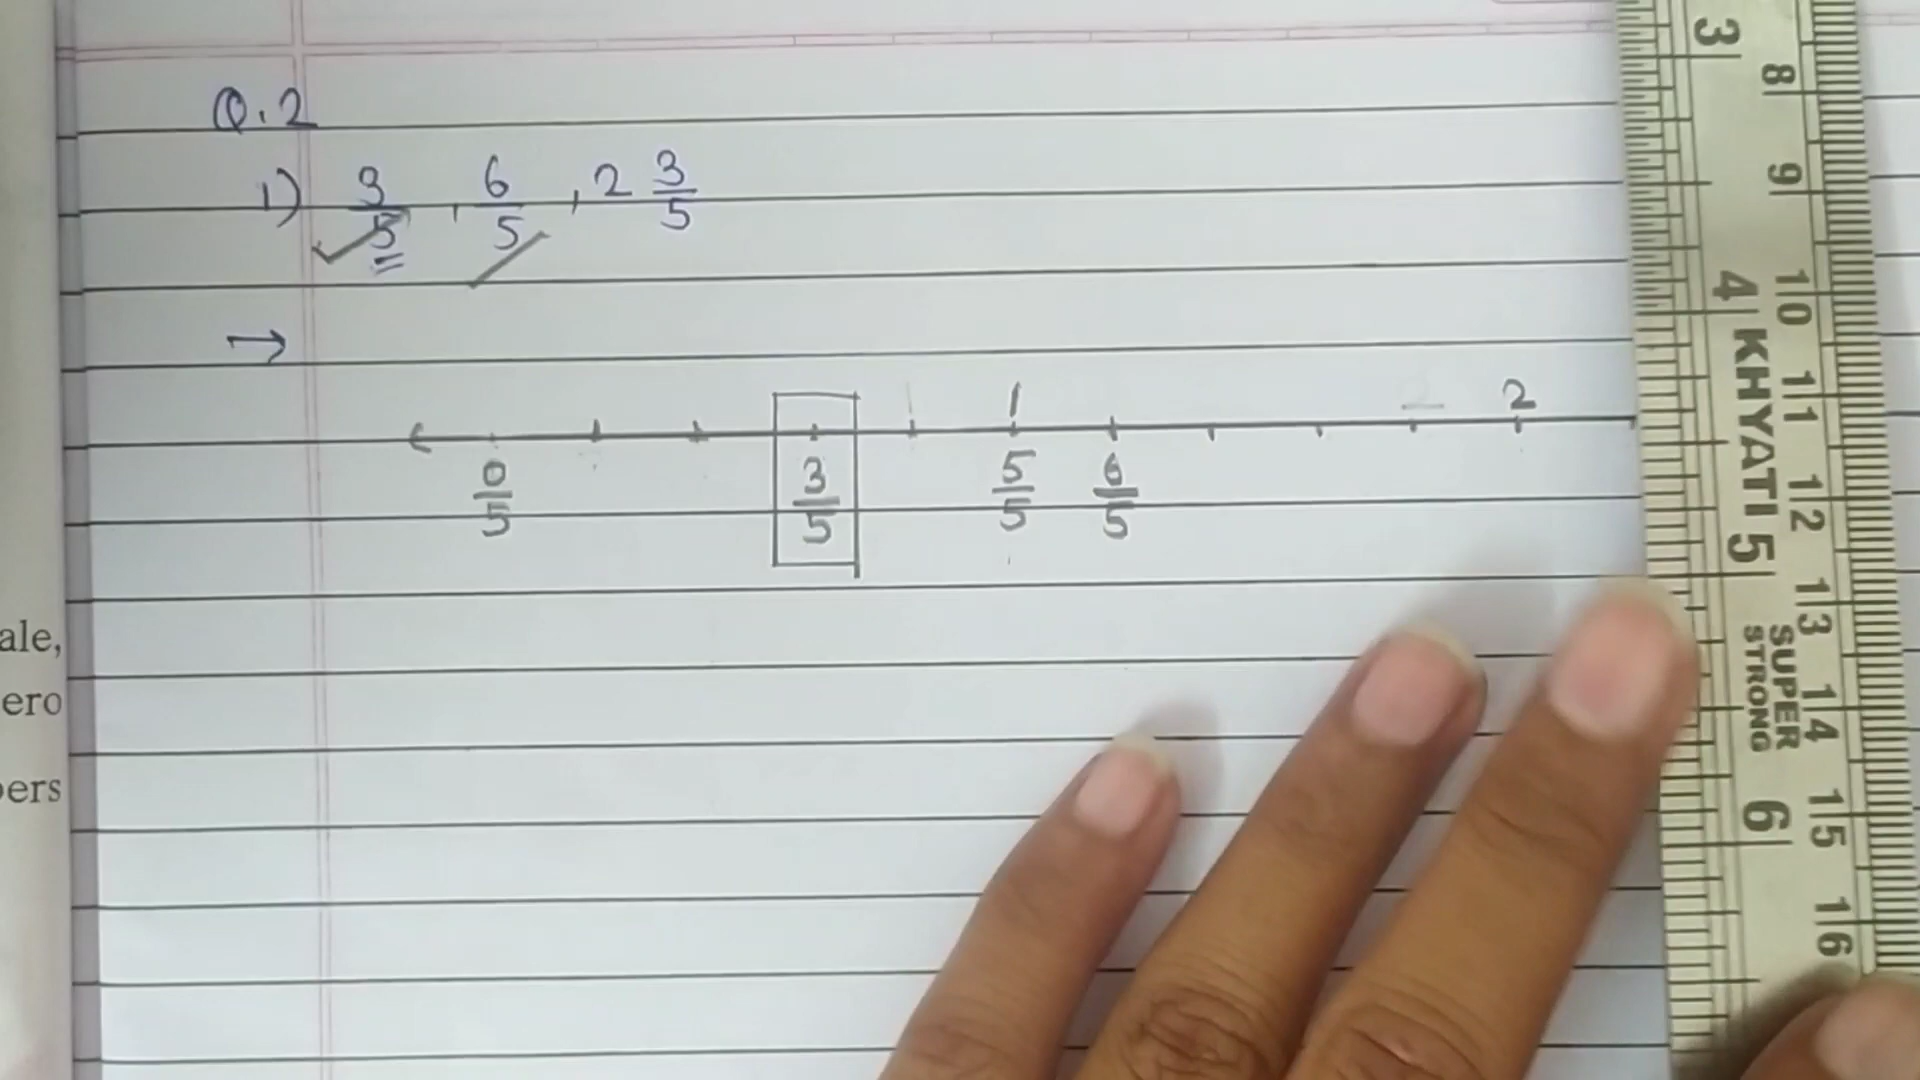 Q.2
1) 3/5 , 6/5 , 2 3/5
→
1 2
0/5 3/5 5/5 6/5
ale,
ero
pers
3 4 5 6
KHYATI
SUPER
STRONG
8 9 10 11 12 13 14 15 16